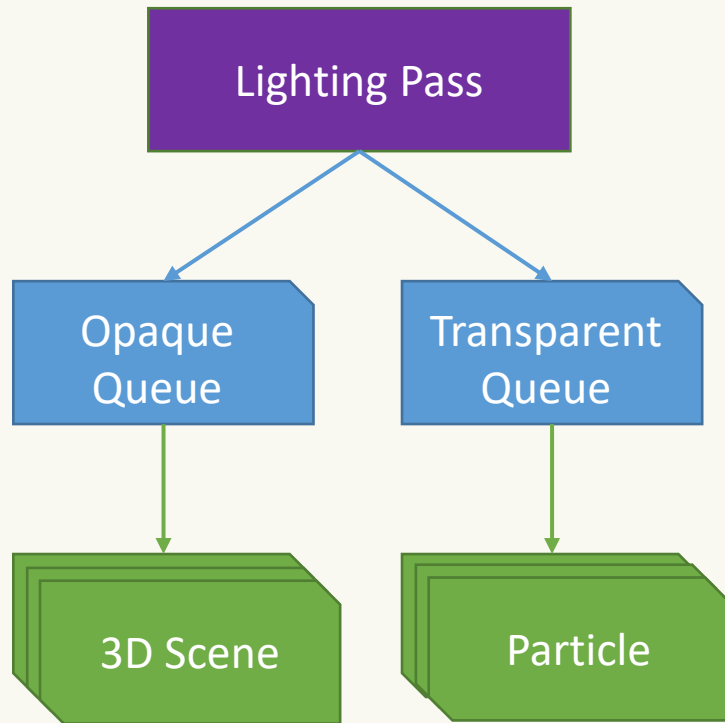 Lighting Pass
Opaque
Queue
Transparent
Queue
3D Scene
Particle